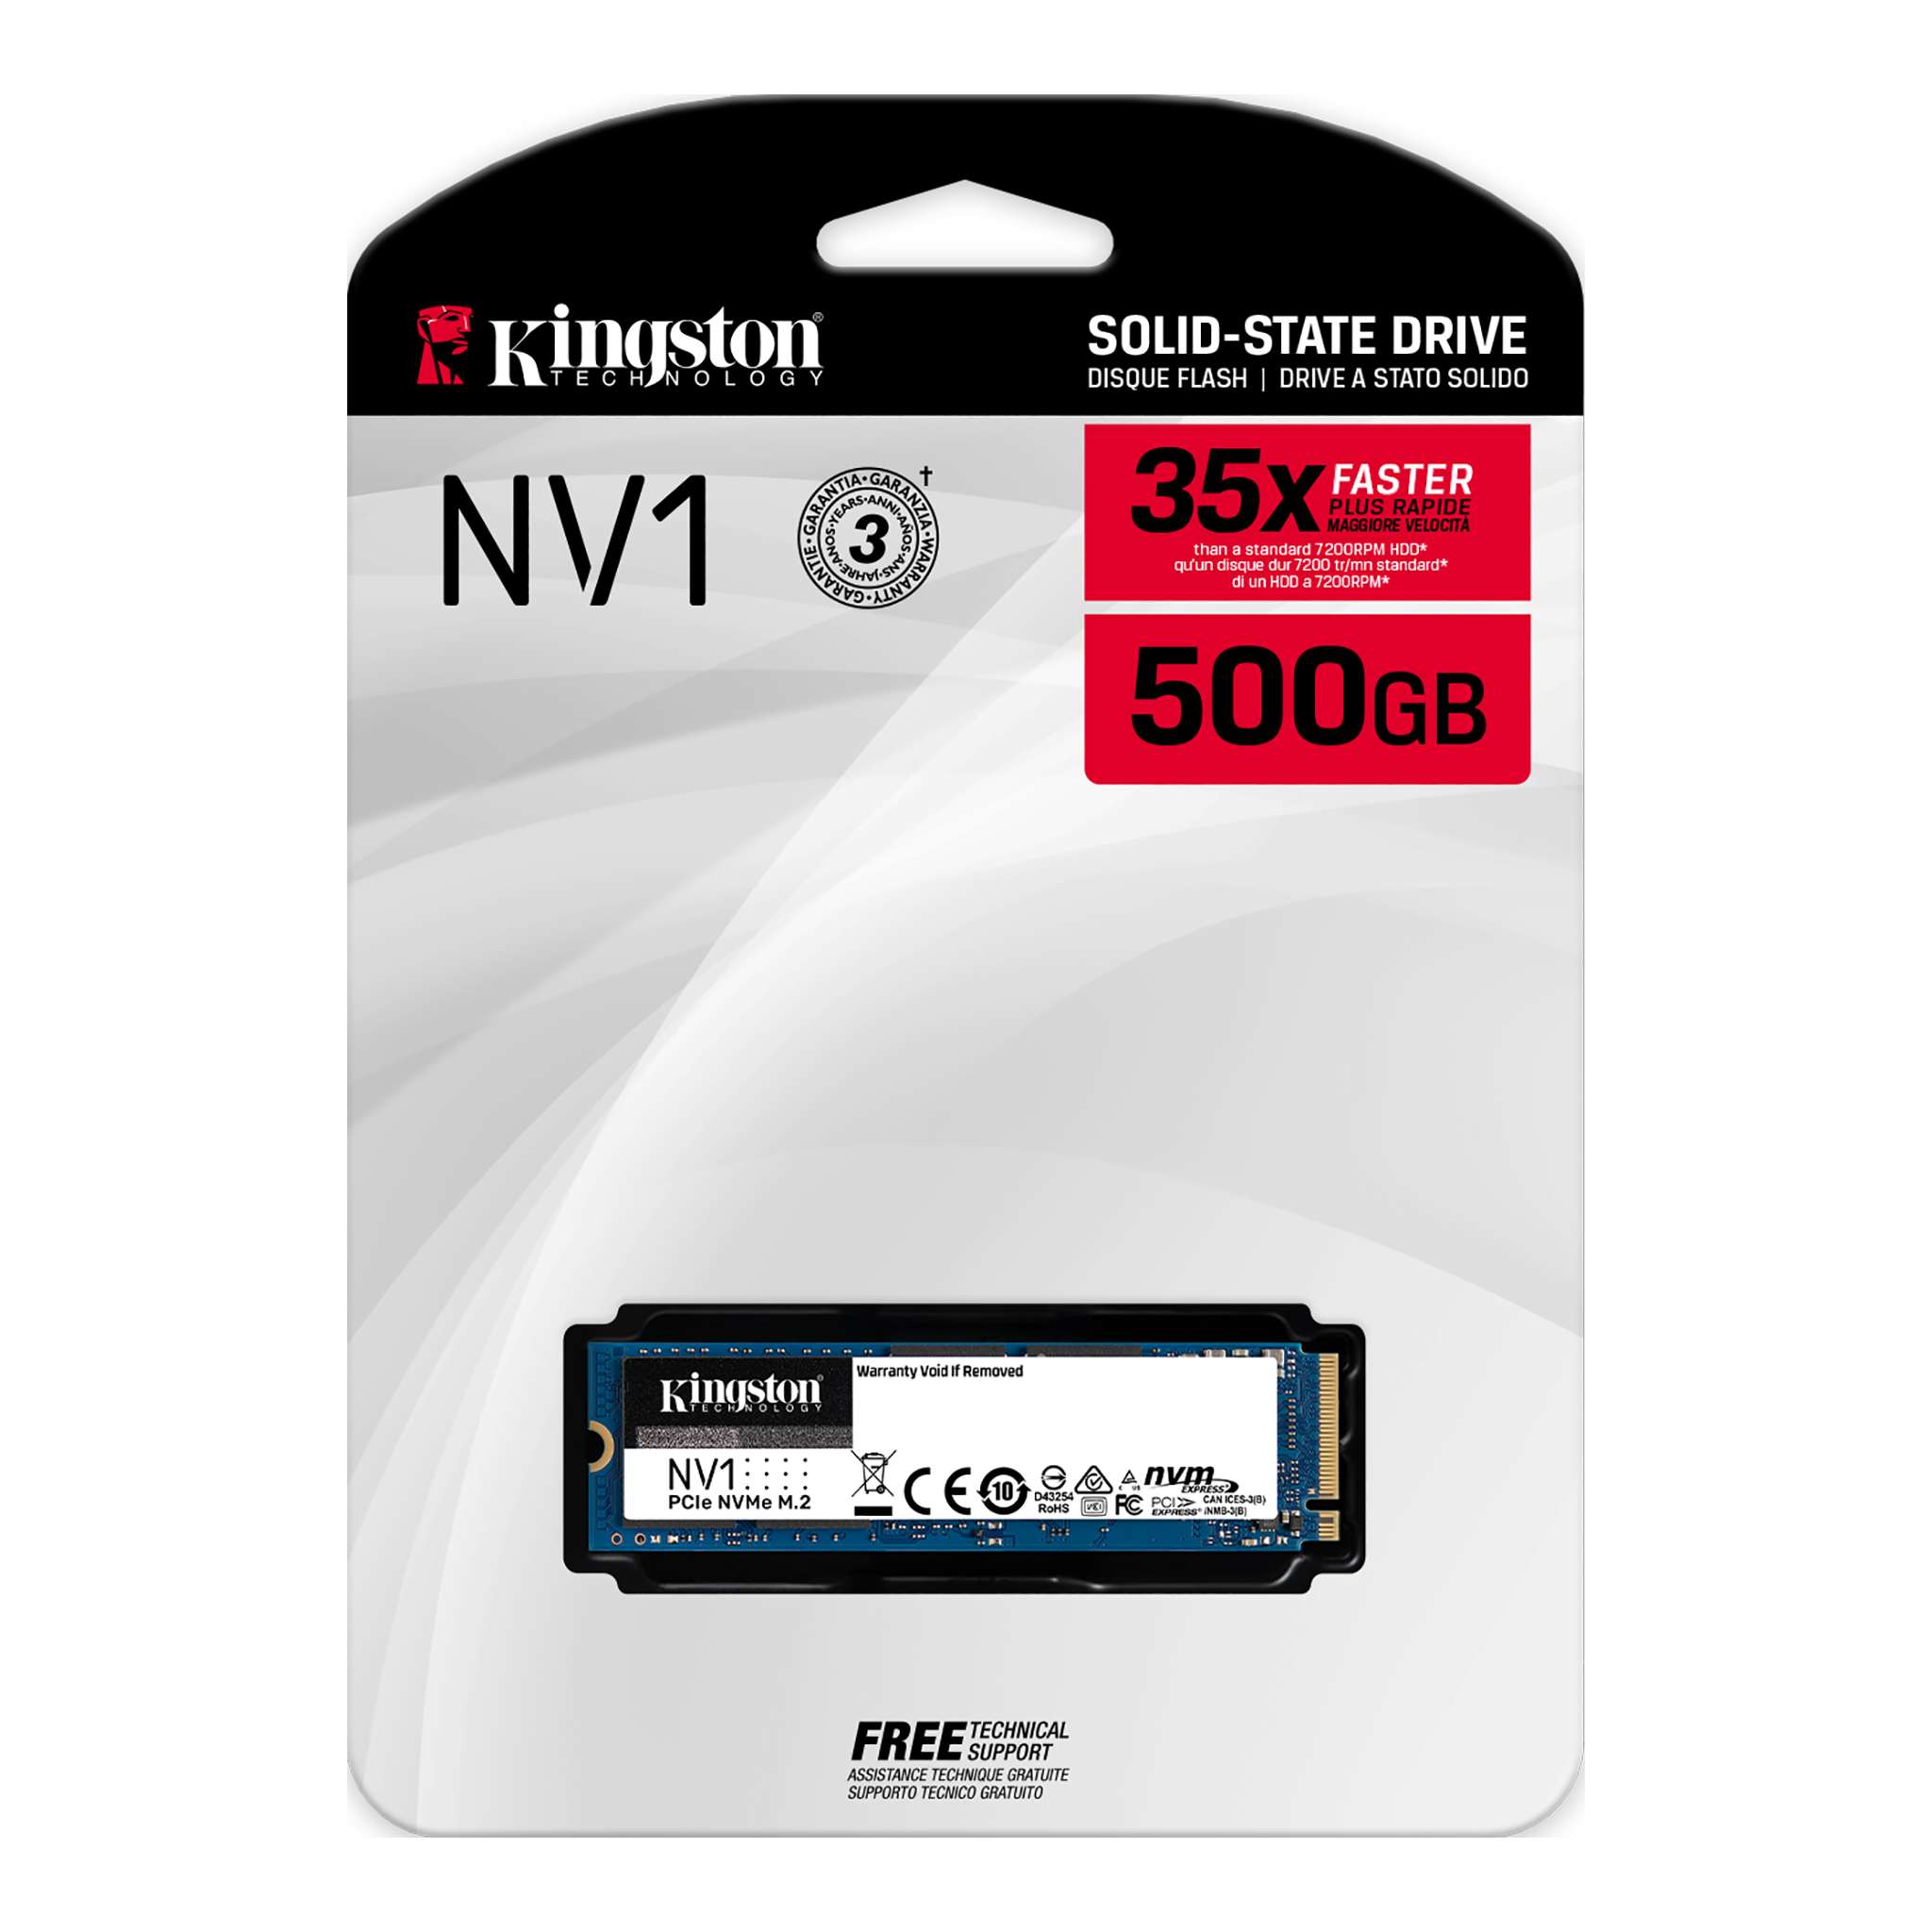 Kingston®
TECHNOLOGY
SOLID-STATE DRIVE
DISQUE FLASH | DRIVE A STATO SOLIDO
NV1
GARANTIE•GARANTIA•GARANZIA•WARRANTY•
ANOS•YEARS•ANNI•AÑOS•ANS•JAHRE•
3
†
35x FASTER
PLUS RAPIDE
MAGGIORE VELOCITÀ
than a standard 7200RPM HDD*
qu'un disque dur 7200 tr/mn standard*
di un HDD a 7200RPM*
500GB
Kingston
TECHNOLOGY
Warranty Void If Removed
NV1
PCIe NVMe M.2
CE
10
D43254
RoHS
FC
nvm
EXPRESS
PCI
EXPRESS®
CAN ICES-3(B)
/NMB-3(B)
FREE TECHNICAL
SUPPORT
ASSISTANCE TECHNIQUE GRATUITE
SUPPORTO TECNICO GRATUITO